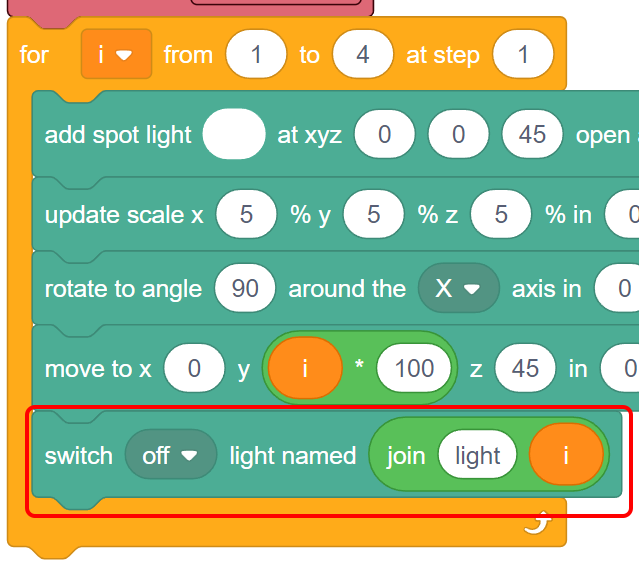 for i from 1 to 4 at step 1
add spot light at xyz 0 0 45 open
update scale x 5 % y 5 % z 5 % in 0
rotate to angle 90 around the X axis in 0
move to x 0 y i * 100 z 45 in 0
switch off light named join light i